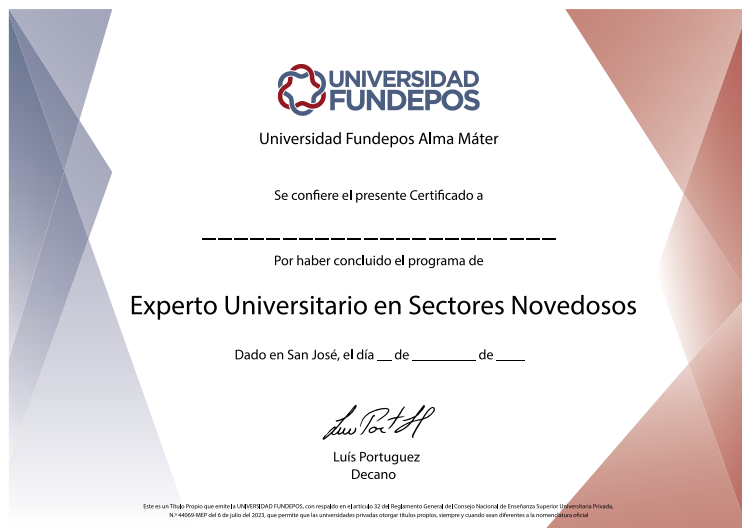 UNIVERSIDAD
FUNDEPOS
Universidad Fundepos Alma Máter
Se confiere el presente Certificado a
_ _ _ _ _ _ _ _ _ _ _ _ _ _ _ _ _ _ _ _ _ _
Por haber concluido el programa de
Experto Universitario en Sectores Novedosos
Dado en San José, el día __ de _________ de ____
Luís Portuguez
Decano
Este es un Título Propio que emite la UNIVERSIDAD FUNDEPOS, con respaldo en el artículo 32 del Reglamento General del Consejo Nacional de Enseñanza Superior Universitaria Privada,
N.º 44069-MEP del 6 de julio del 2023, que permite que las universidades privadas otorgar títulos propios, siempre y cuando sean diferentes a la nomenclatura oficial